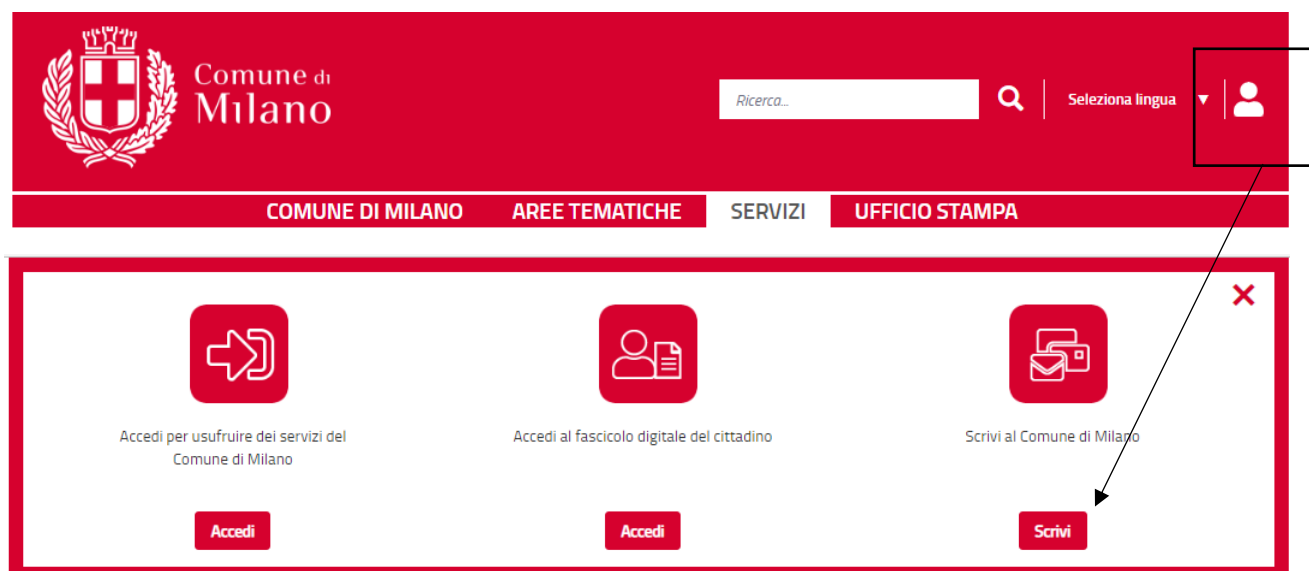 Comune di
Milano
Ricerca...
Seleziona lingua
COMUNE DI MILANO AREE TEMATICHE SERVIZI UFFICIO STAMPA
Accedi per usufruire dei servizi del
Comune di Milano
Accedi al fascicolo digitale del cittadino
Scrivi al Comune di Milano
Accedi
Accedi
Scrivi